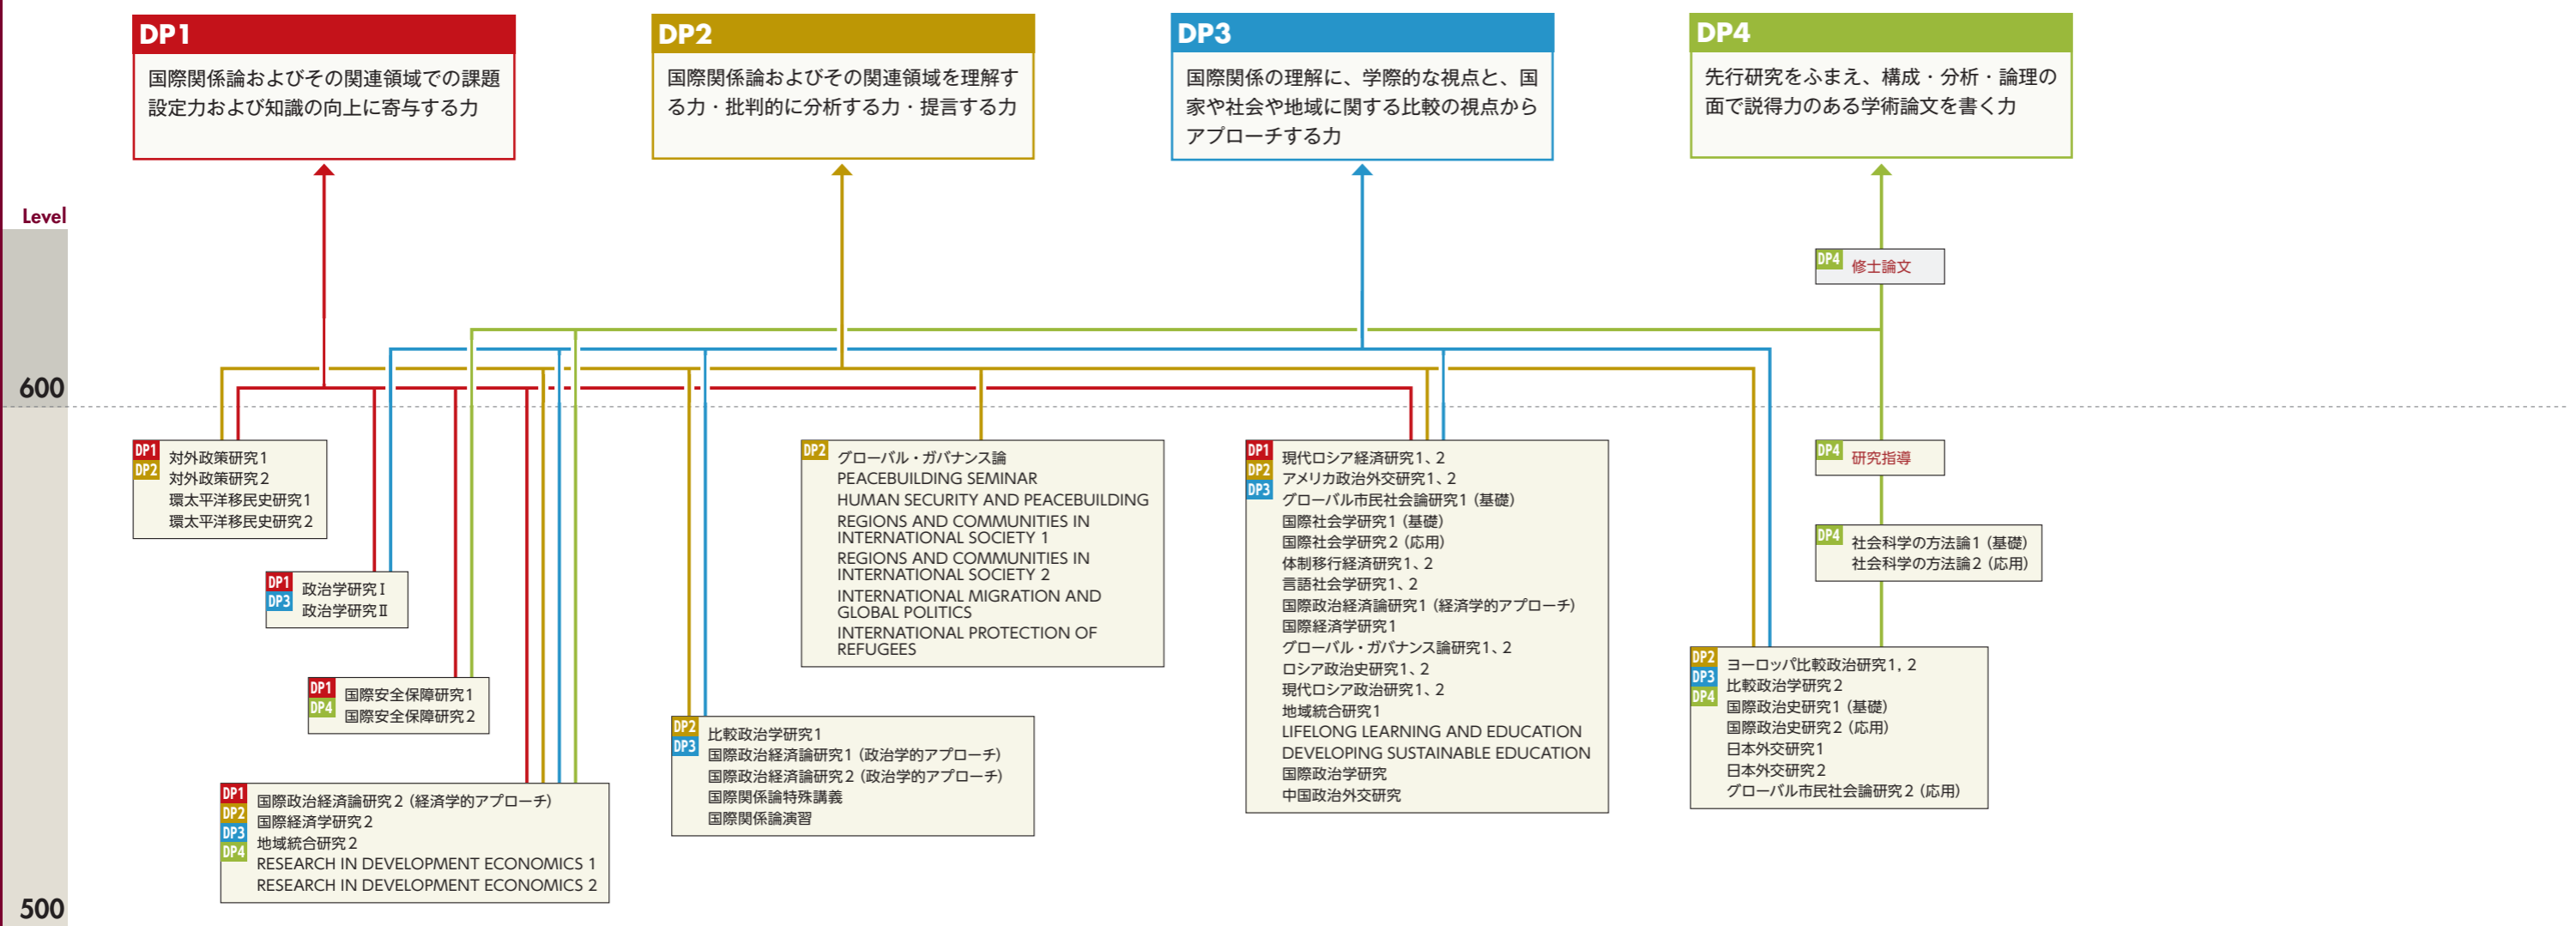 DP1
国際関係論およびその関連領域での課題
設定力および知識の向上に寄与する力
DP2
国際関係論およびその関連領域を理解す
る力・批判的に分析する力・提言する力
DP3
国際関係の理解に、学際的な視点と、国
家や社会や地域に関する比較の視点から
アプローチする力
DP4
先行研究をふまえ、構成・分析・論理の
面で説得力のある学術論文を書く力
Level
600
500
DP4
修士論文
DP1
DP2
対外政策研究1
対外政策研究2
環太平洋移民史研究1
環太平洋移民史研究2
DP1
DP3
政治学研究Ⅰ
政治学研究Ⅱ
DP1
DP4
国際安全保障研究1
国際安全保障研究2
DP1
DP2
DP3
DP4
国際政治経済論研究2（経済学的アプローチ）
国際経済学研究2
地域統合研究2
RESEARCH IN DEVELOPMENT ECONOMICS 1
RESEARCH IN DEVELOPMENT ECONOMICS 2
DP2
グローバル・ガバナンス論
PEACEBUILDING SEMINAR
HUMAN SECURITY AND PEACEBUILDING
REGIONS AND COMMUNITIES IN
INTERNATIONAL SOCIETY 1
REGIONS AND COMMUNITIES IN
INTERNATIONAL SOCIETY 2
INTERNATIONAL MIGRATION AND
GLOBAL POLITICS
INTERNATIONAL PROTECTION OF
REFUGEES
DP2
DP3
比較政治学研究1
国際政治経済論研究1（政治学的アプローチ）
国際政治経済論研究2（政治学的アプローチ）
国際関係論特殊講義
国際関係論演習
DP1
DP2
DP3
現代ロシア経済研究1、2
アメリカ政治外交研究1、2
グローバル市民社会論研究1（基礎）
国際社会学研究1（基礎）
国際社会学研究2（応用）
体制移行経済研究1、2
言語社会学研究1、2
国際政治経済論研究1（経済学的アプローチ）
国際経済学研究1
グローバル・ガバナンス論研究1、2
ロシア政治史研究1、2
現代ロシア政治研究1、2
地域統合研究1
LIFELONG LEARNING AND EDUCATION
DEVELOPING SUSTAINABLE EDUCATION
国際政治学研究
中国政治外交研究
DP4
研究指導
DP4
社会科学の方法論1（基礎）
社会科学の方法論2（応用）
DP2
DP3
DP4
ヨーロッパ比較政治研究1, 2
比較政治学研究2
国際政治史研究1（基礎）
国際政治史研究2（応用）
日本外交研究1
日本外交研究2
グローバル市民社会論研究2（応用）